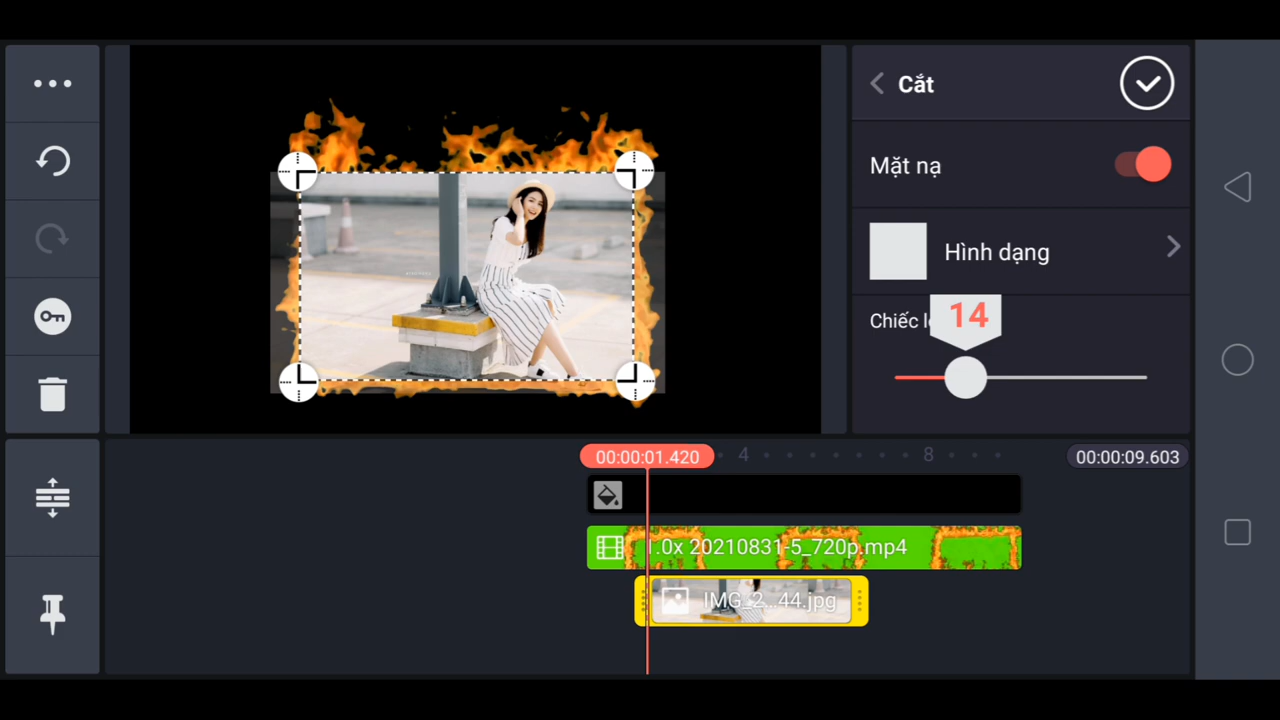 Cắt
Mặt nạ
Hình dạng
Chiếc
14
00:00:01.420
4
8
00:00:09.603
1.0x 20210831-5_720p.mp4
IMG_2...44.jpg